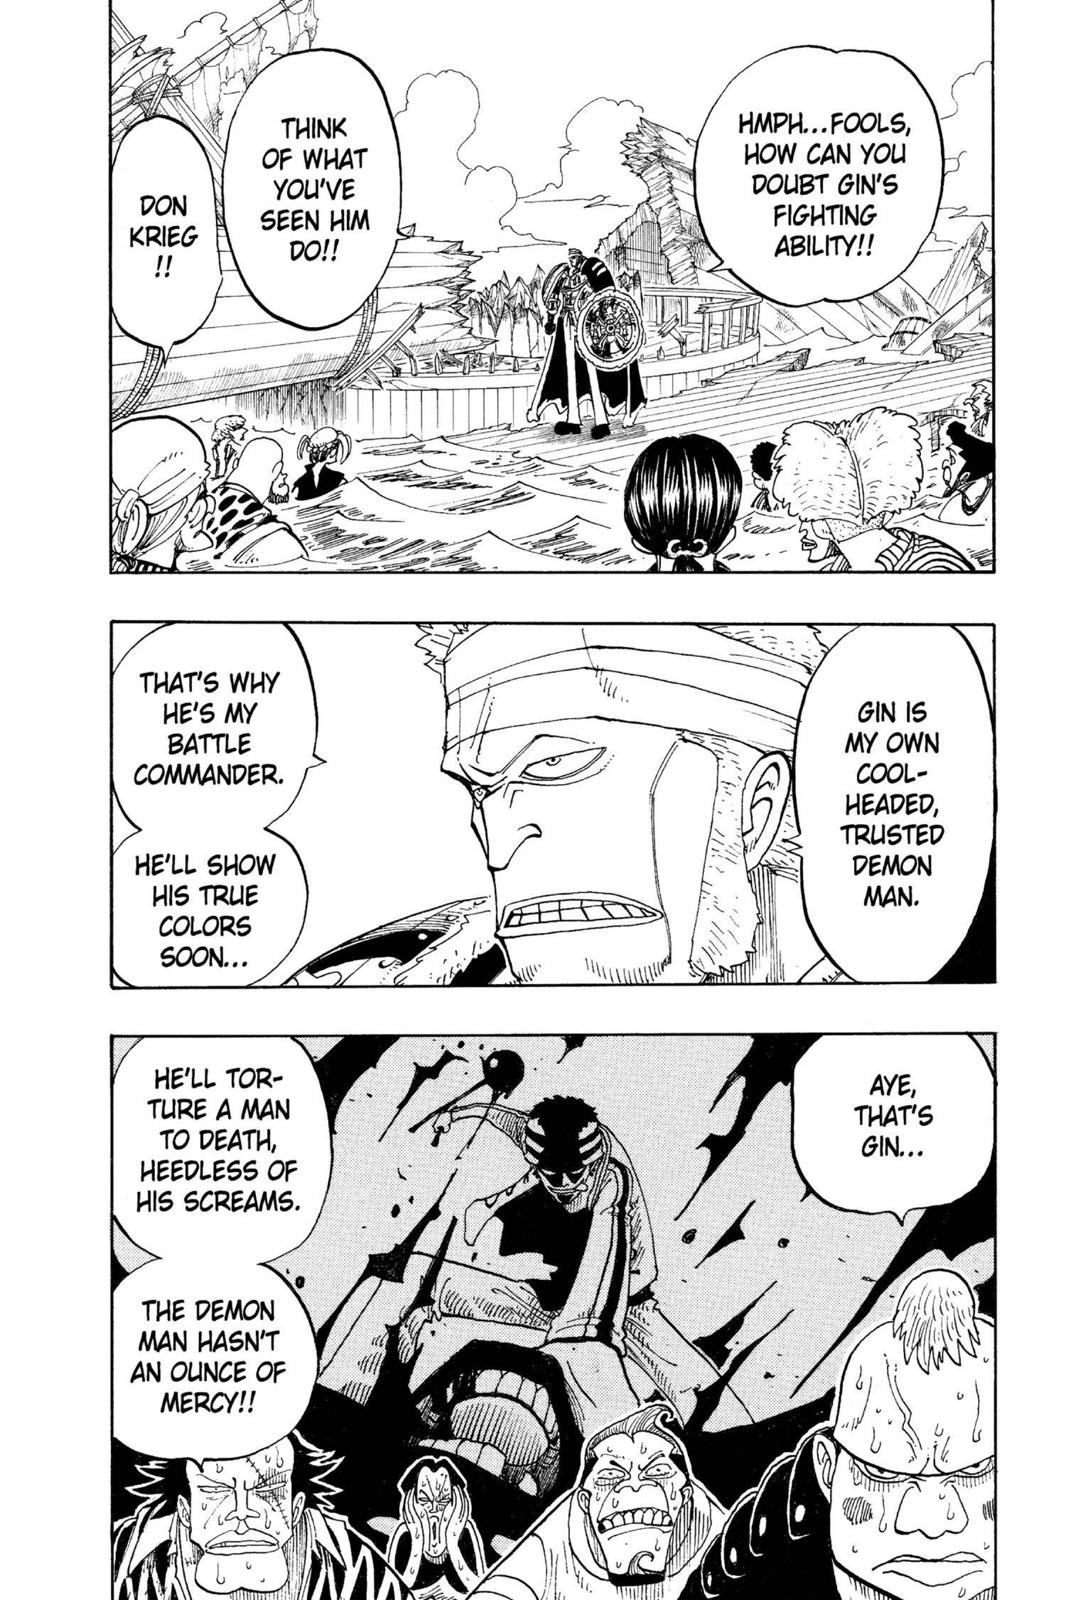 HMPH...FOOLS,
HOW CAN YOU
DOUBT GIN'S
FIGHTING
ABILITY!!
THINK
OF WHAT
YOU'VE
SEEN HIM
DO!!
DON
KRIEG
!!
GIN IS
MY OWN
COOL-
HEADED,
TRUSTED
DEMON
MAN.
THAT'S WHY
HE'S MY
BATTLE
COMMANDER.
HE'LL SHOW
HIS TRUE
COLORS
SOON...
AYE,
THAT'S
GIN...
HE'LL TOR-
TURE A MAN
TO DEATH,
HEEDLESS OF
HIS SCREAMS.
THE DEMON
MAN HASN'T
AN OUNCE OF
MERCY!!